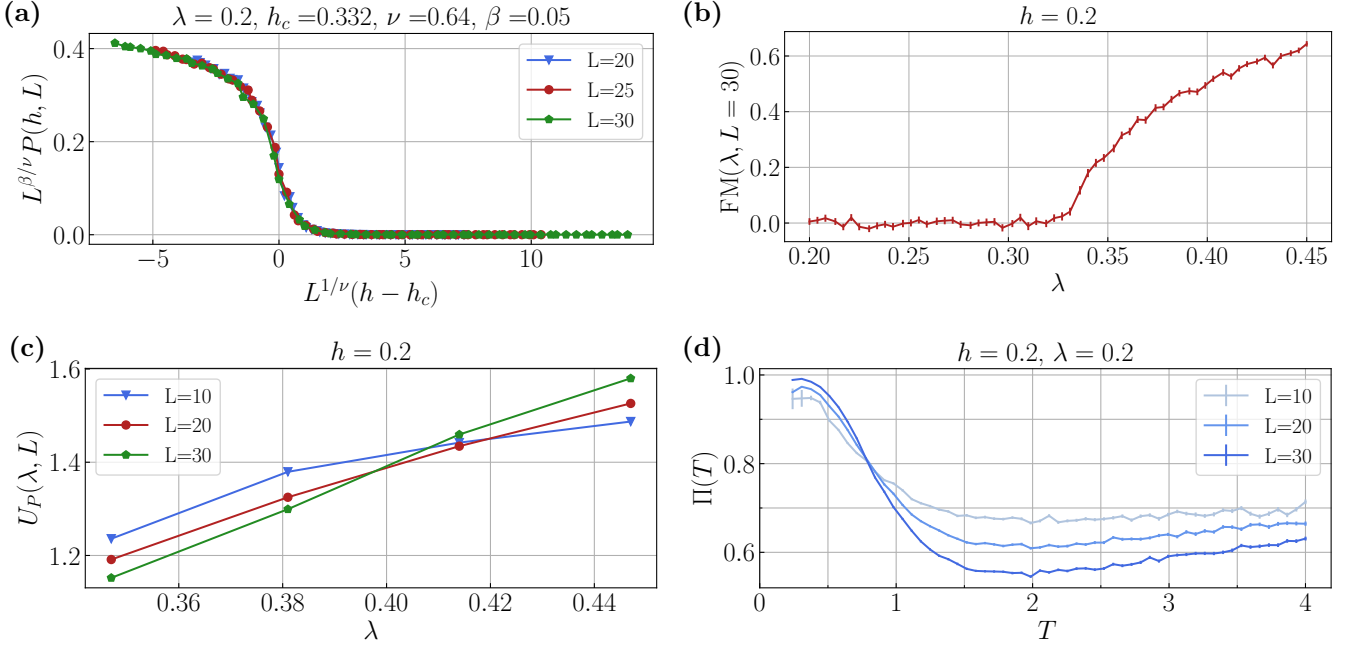 (a)
λ = 0.2, h_c =0.332, ν =0.64, β =0.05
L^{β/ν}P(h, L)
0.4
0.2
0.0
L=20
L=25
L=30
−5
0
5
10
L^{1/ν}(h − h_c)
(b)
h = 0.2
FM(λ, L = 30)
0.6
0.4
0.2
0.0
0.20
0.25
0.30
0.35
0.40
0.45
λ
(c)
h = 0.2
U_P(λ, L)
1.6
1.4
1.2
L=10
L=20
L=30
0.36
0.38
0.40
0.42
0.44
λ
(d)
h = 0.2, λ = 0.2
Π(T)
1.0
0.8
0.6
L=10
L=20
L=30
0
1
2
3
4
T